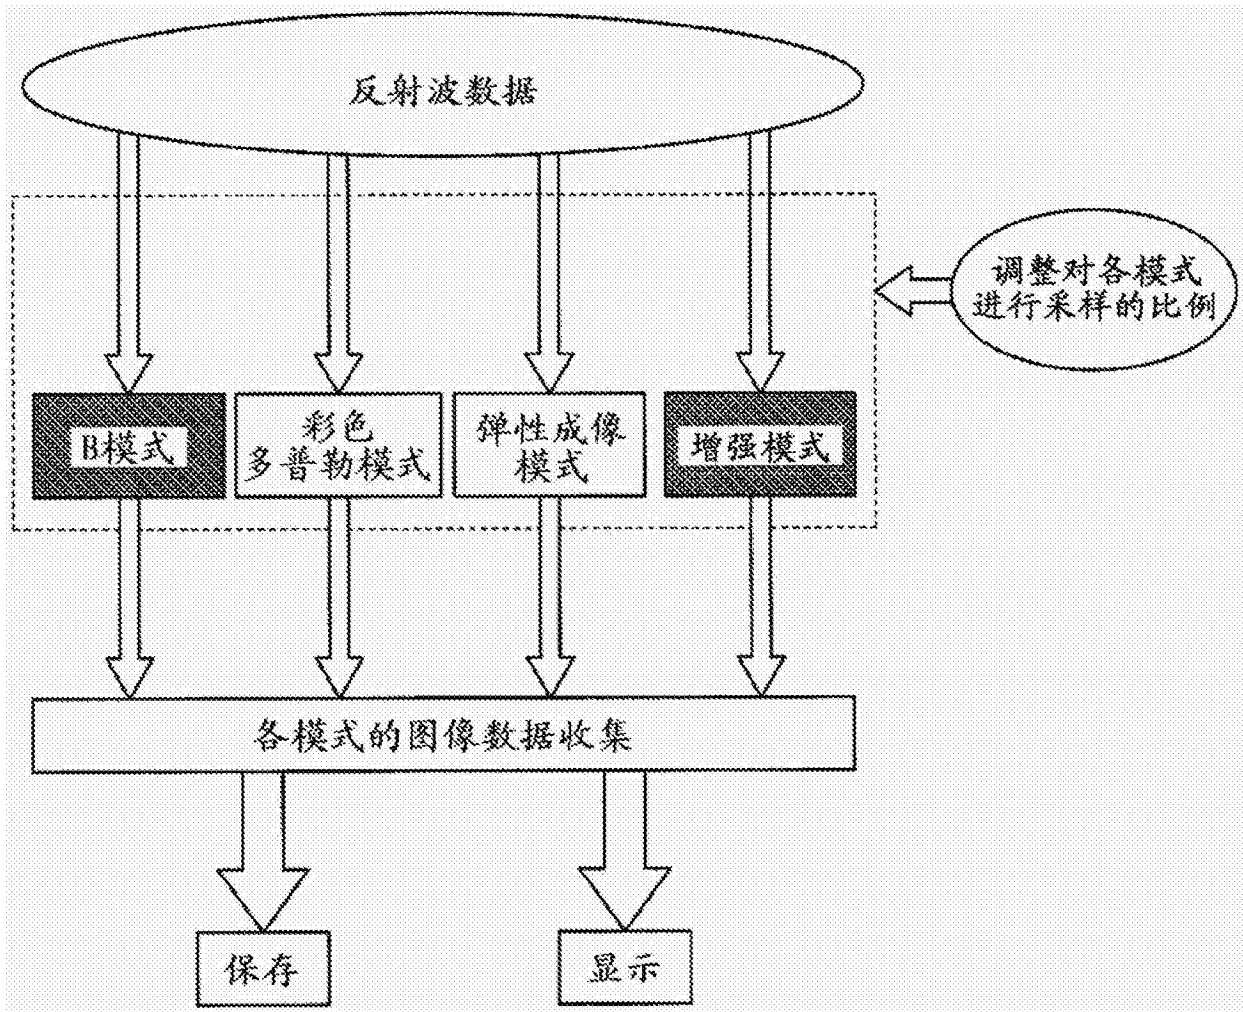 反射波数据
调整对各模式
进行采样的比例
B模式
彩色
多普勒模式
弹性成像
模式
增强模式
各模式的图像数据收集
保存
显示